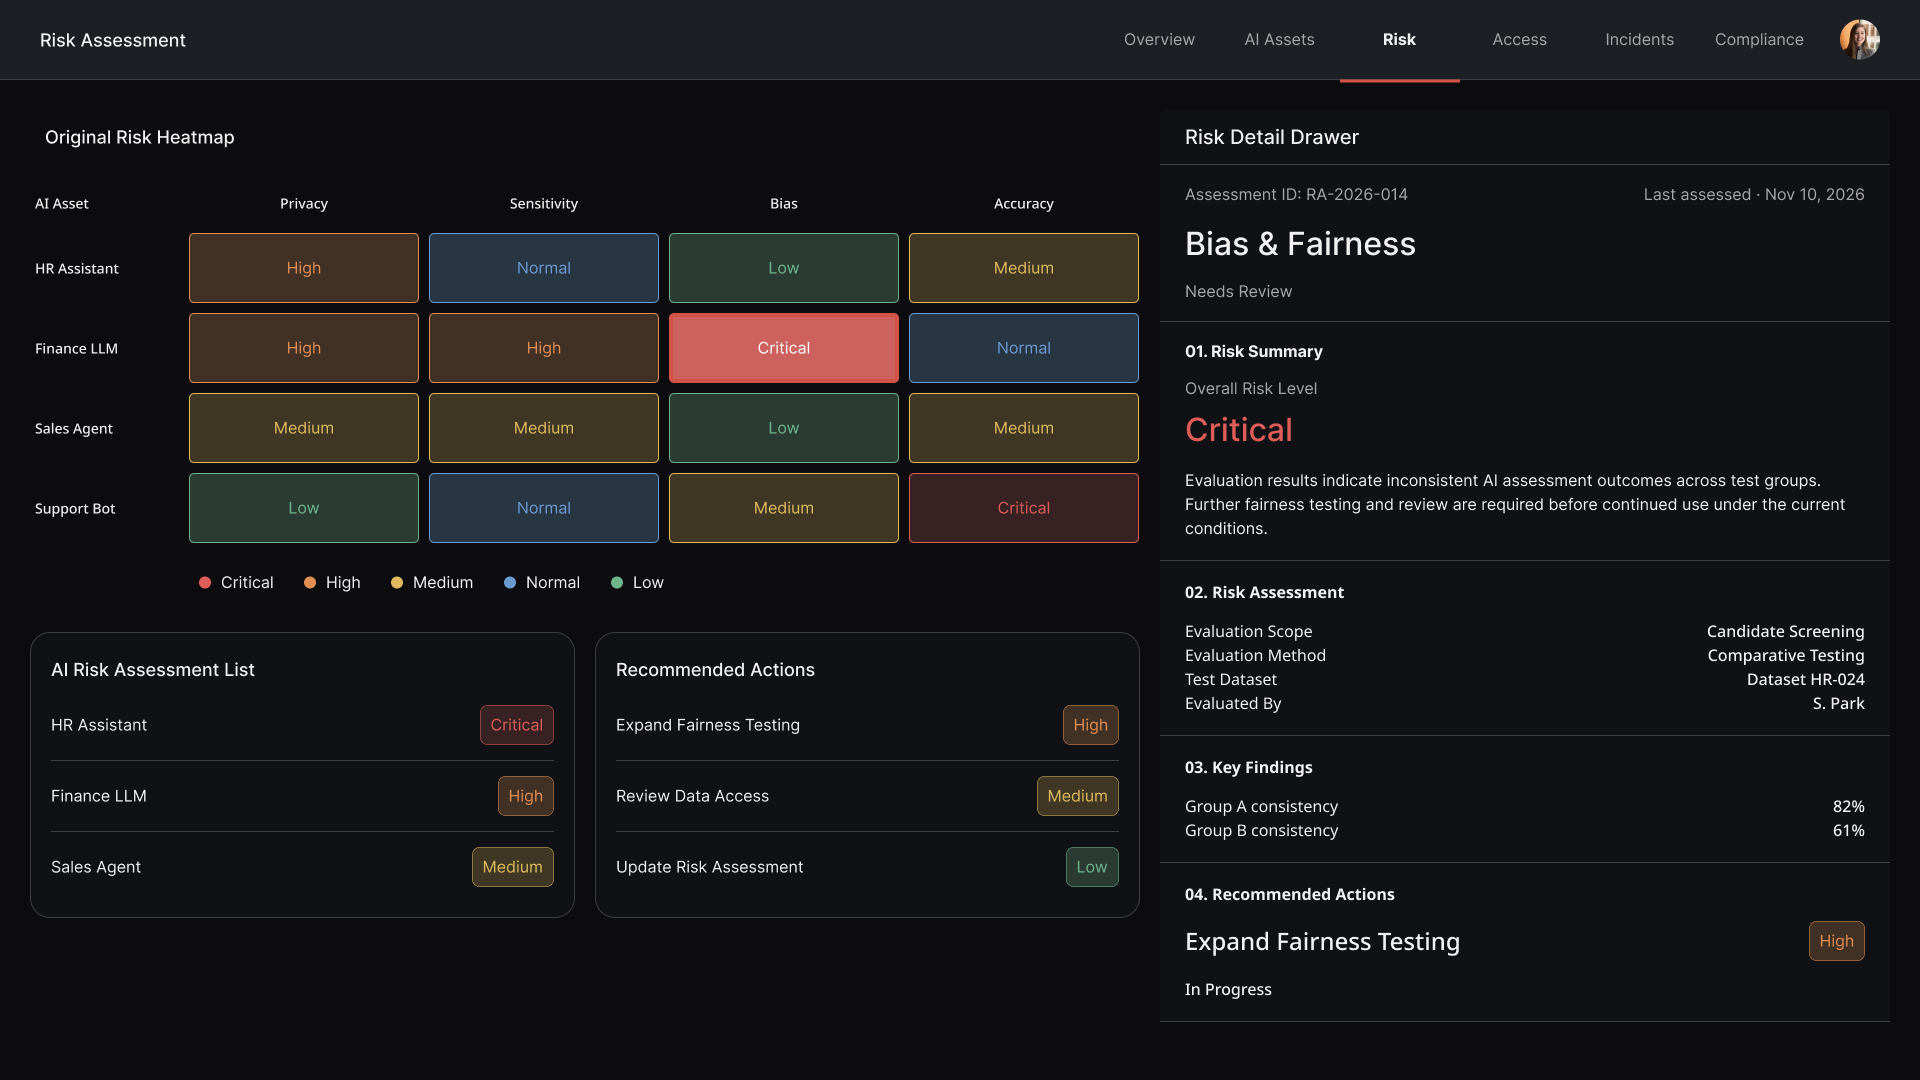 Risk Assessment
Overview
AI Assets
Risk
Access
Incidents
Compliance
Original Risk Heatmap
AI Asset Privacy Sensitivity Bias Accuracy
HR Assistant High Normal Low Medium
Finance LLM High High Critical Normal
Sales Agent Medium Medium Low Medium
Support Bot Low Normal Medium Critical
Critical High Medium Normal Low
AI Risk Assessment List
HR Assistant Critical
Finance LLM High
Sales Agent Medium
Recommended Actions
Expand Fairness Testing High
Review Data Access Medium
Update Risk Assessment Low
Risk Detail Drawer
Assessment ID: RA-2026-014 Last assessed · Nov 10, 2026
Bias & Fairness
Needs Review
01. Risk Summary
Overall Risk Level
Critical
Evaluation results indicate inconsistent AI assessment outcomes across test groups.
Further fairness testing and review are required before continued use under the current
conditions.
02. Risk Assessment
Evaluation Scope Candidate Screening
Evaluation Method Comparative Testing
Test Dataset Dataset HR-024
Evaluated By S. Park
03. Key Findings
Group A consistency 82%
Group B consistency 61%
04. Recommended Actions
Expand Fairness Testing High
In Progress